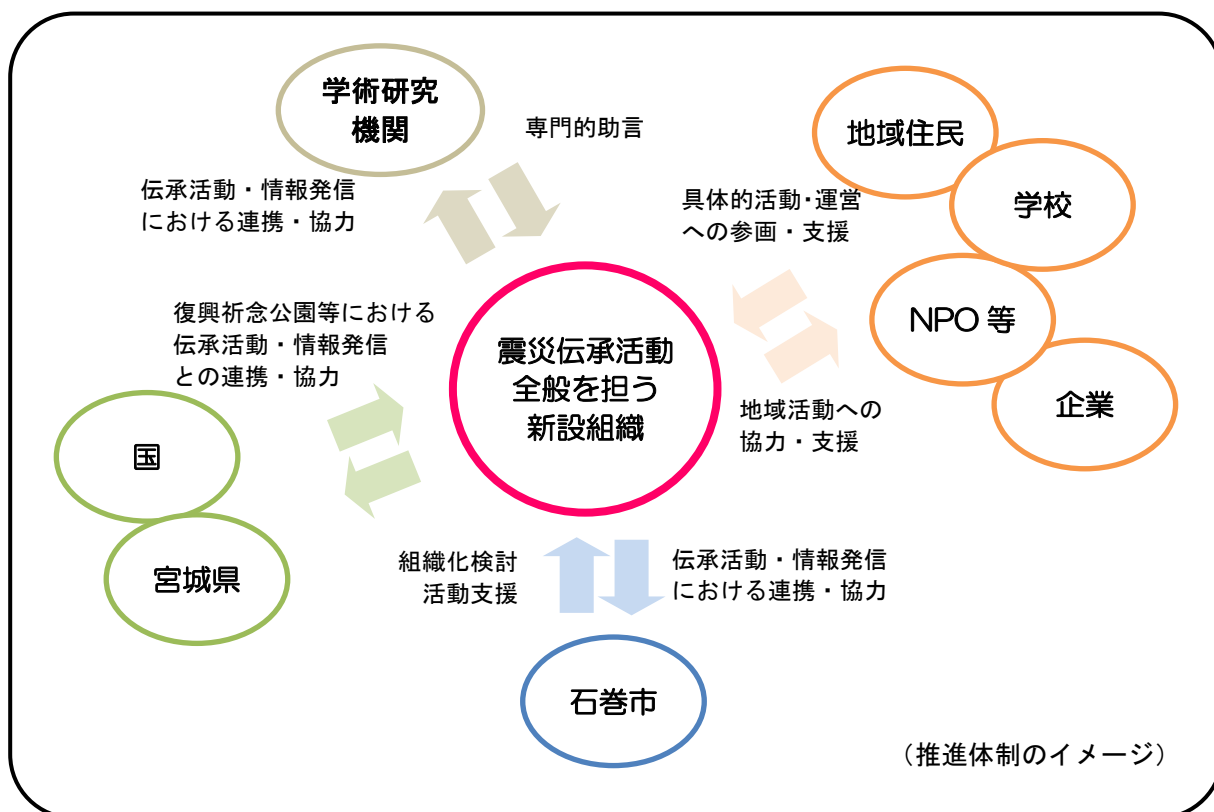 学術研究
機関
専門的助言
伝承活動・情報発信
における連携・協力
地域住民
学校
NPO 等
企業
具体的活動・運営
への参画・支援
復興祈念公園等における
伝承活動・情報発信
との連携・協力
震災伝承活動
全般を担う
新設組織
地域活動への
協力・支援
国
宮城県
組織化検討
活動支援
伝承活動・情報発信
における連携・協力
石巻市
（推進体制のイメージ）